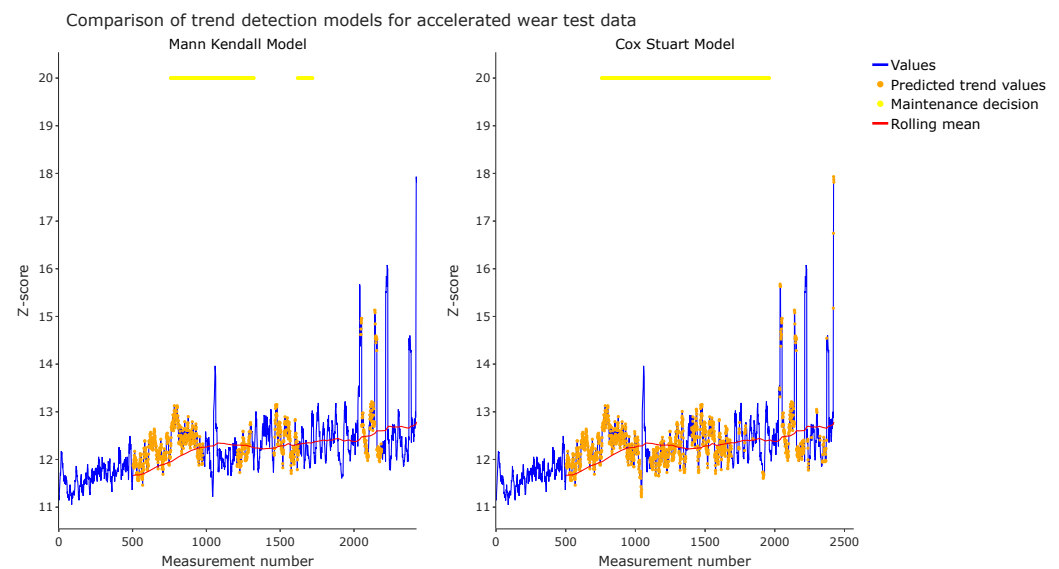 Comparison of trend detection models for accelerated wear test data
Mann Kendall Model
Cox Stuart Model
Values
Predicted trend values
Maintenance decision
Rolling mean
Z-score
20
19
18
17
16
15
14
13
12
11
0
500
1000
1500
2000
Measurement number
Z-score
20
19
18
17
16
15
14
13
12
11
0
500
1000
1500
2000
2500
Measurement number